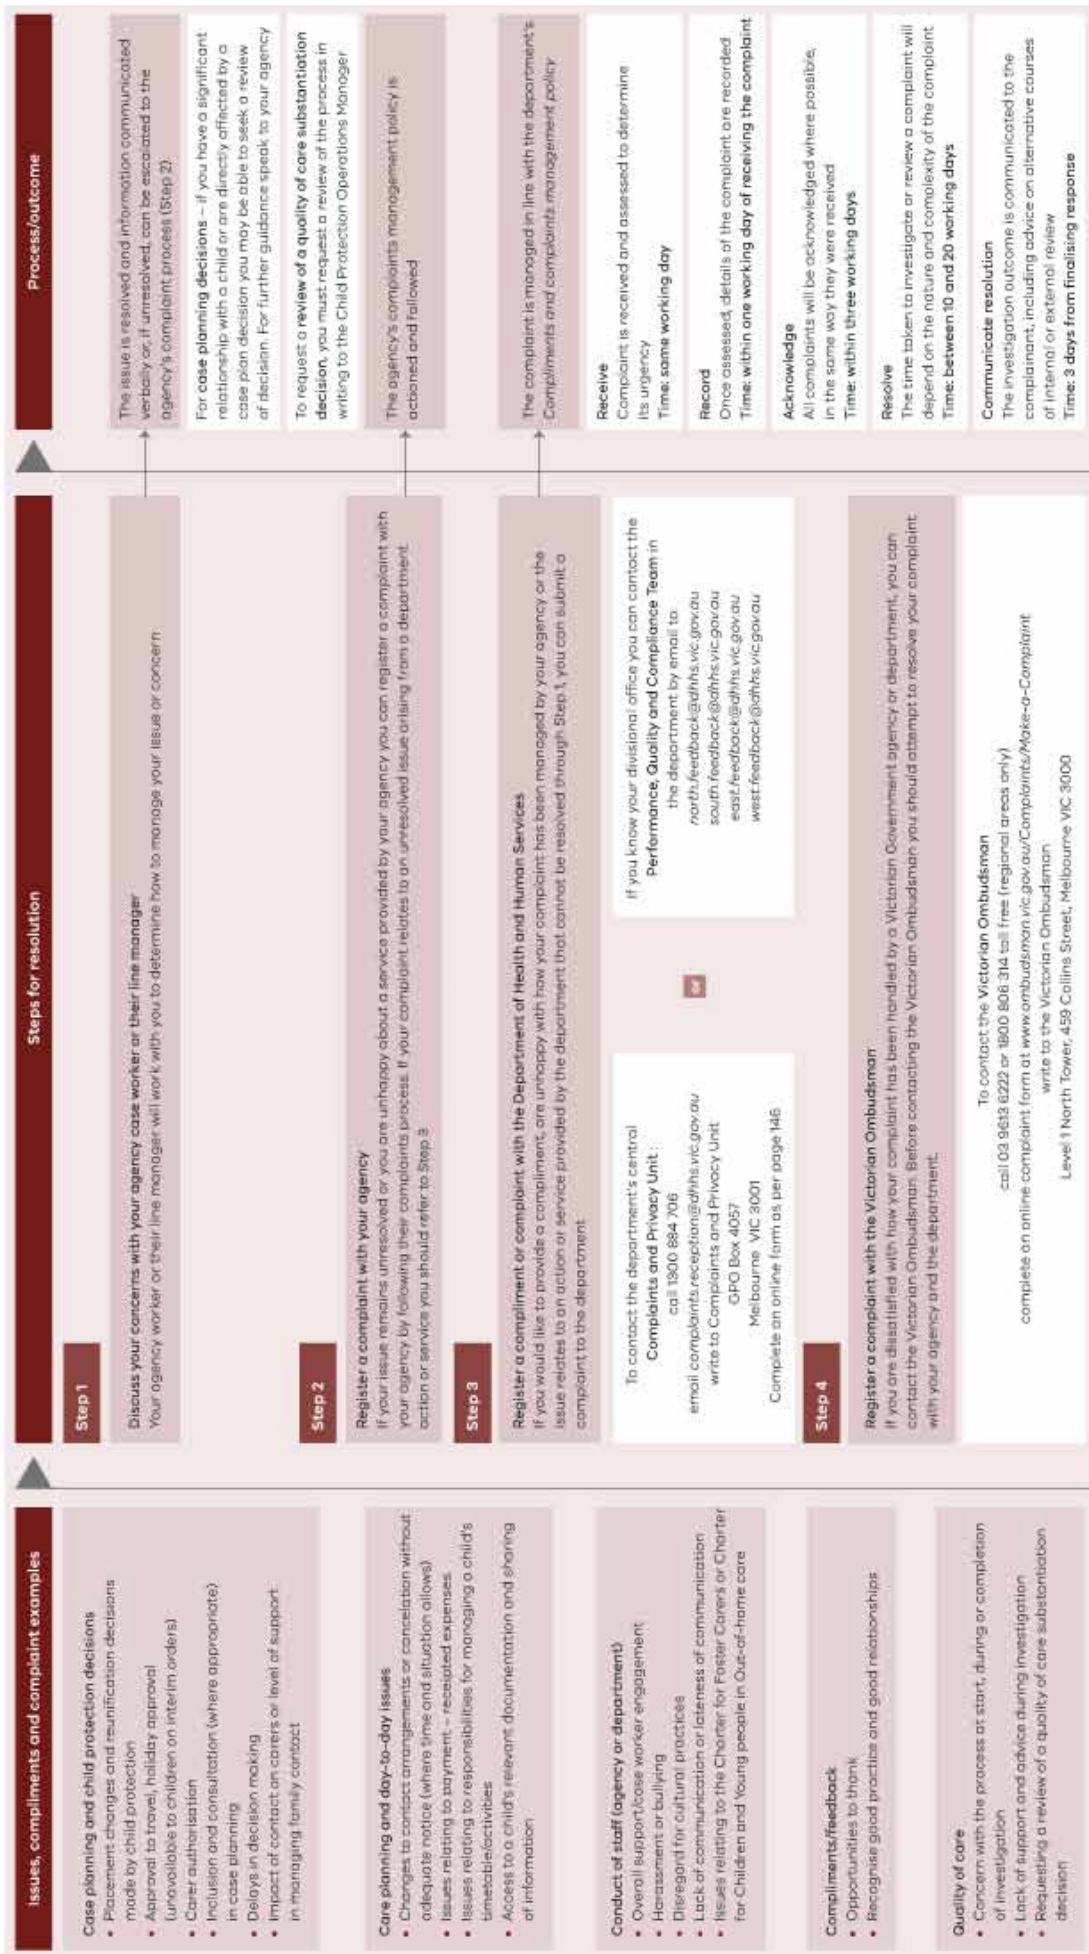 Issues, compliments and complaint examples
Case planning and child protection decisions
• Placement changes and reunification decisions
made by child protection
• Approval to travel, holiday approval
(unavailable to children on interim orders)
• Carer authorisation
• Inclusion and consultation (where appropriate)
in case planning
• Delays in decision making
• Impact of contact on carers or level of support
in managing family contact
Care planning and day-to-day issues
• Changes to contact arrangements or cancelation without
adequate notice (where time and situation allows)
• Issues relating to payment – receipted expenses
• Issues relating to responsibilities for managing a child's
timetable/activities
• Access to a child's relevant documentation and sharing
of information
Conduct of staff (agency or department)
• Overall support/case worker engagement
• Harassment or bullying
• Disregard for cultural practices
• Lack of communication or lateness of communication
• Issues relating to the Charter for Foster Carers or Charter
for Children and Young people in Out-of-home care
Compliments/feedback
• Opportunities to thank
• Recognise good practice and good relationships
Quality of care
• Concern with the process at start, during or completion
of investigation
• Lack of support and advice during investigation
• Requesting a review of a quality of care substantiation
decision
Steps for resolution
Step 1
Discuss your concerns with your agency case worker or their line manager
Your agency worker or their line manager will work with you to determine how to manage your issue or concern
Step 2
Register a complaint with your agency
If your issue remains unresolved or you are unhappy about a service provided by your agency you can register a complaint with
your agency by following their complaints process. If your complaint relates to an unresolved issue arising from a department
action or service you should refer to Step 3
Step 3
Register a compliment or complaint with the Department of Health and Human Services
If you would like to provide a compliment, are unhappy with how your complaint has been managed by your agency or the
issue relates to an action or service provided by the department that cannot be resolved through Step 1, you can submit a
complaint to the department
To contact the department's central
Complaints and Privacy Unit :
call 1300 884 706
email complaints.reception@dhhs.vic.gov.au
write to Complaints and Privacy Unit
GPO Box 4057
Melbourne VIC 3001
Complete an online form as per page 146
or
If you know your divisional office you can contact the
Performance, Quality and Compliance Team in
the department by email to:
north.feedback@dhhs.vic.gov.au
south.feedback@dhhs.vic.gov.au
east.feedback@dhhs.vic.gov.au
west.feedback@dhhs.vic.gov.au
Step 4
Register a complaint with the Victorian Ombudsman
If you are dissatisfied with how your complaint has been handled by a Victorian Government agency or department, you can
contact the Victorian Ombudsman. Before contacting the Victorian Ombudsman you should attempt to resolve your complaint
with your agency and the department.
To contact the Victorian Ombudsman
call 03 9613 6222 or 1800 806 314 toll free (regional areas only)
complete an online complaint form at www.ombudsman.vic.gov.au/Complaints/Make-a-Complaint
write to the Victorian Ombudsman
Level 1 North Tower, 459 Collins Street, Melbourne VIC 3000
Process/outcome
The issue is resolved and information communicated
verbally or, if unresolved, can be escalated to the
agency's complaint process (Step 2)
For case planning decisions – if you have a significant
relationship with a child or are directly affected by a
case plan decision you may be able to seek a review
of decision. For further guidance speak to your agency
To request a review of a quality of care substantiation
decision, you must request a review of the process in
writing to the Child Protection Operations Manager
The agency's complaints management policy is
actioned and followed
The complaint is managed in line with the department's
Compliments and complaints management policy
Receive
Complaint is received and assessed to determine
its urgency
Time: same working day
Record
Once assessed, details of the complaint are recorded
Time: within one working day of receiving the complaint
Acknowledge
All complaints will be acknowledged where possible,
in the same way they were received
Time: within three working days
Resolve
The time taken to investigate or review a complaint will
depend on the nature and complexity of the complaint
Time: between 10 and 20 working days
Communicate resolution
The investigation outcome is communicated to the
complainant, including advice on alternative courses
of internal or external review
Time: 3 days from finalising response